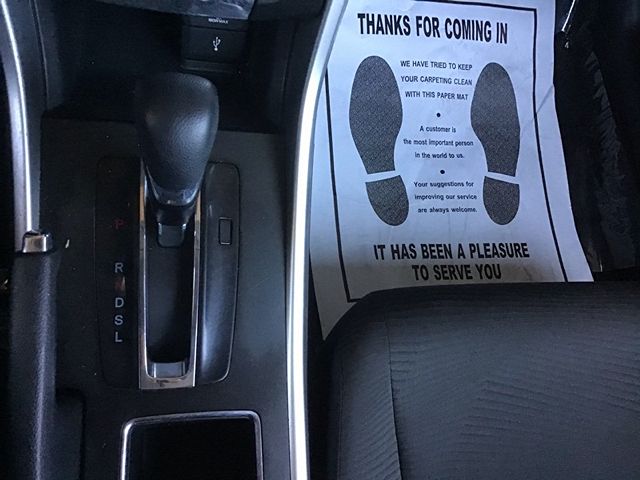 THANKS FOR COMING IN
WE HAVE TRIED TO KEEP
YOUR CARPETING CLEAN
WITH THIS PAPER MAT
•
A customer is
the most important person
in the world to us.
•
Your suggestions for
improving our service
are always welcome.
IT HAS BEEN A PLEASURE
TO SERVE YOU
P
R
D
S
L